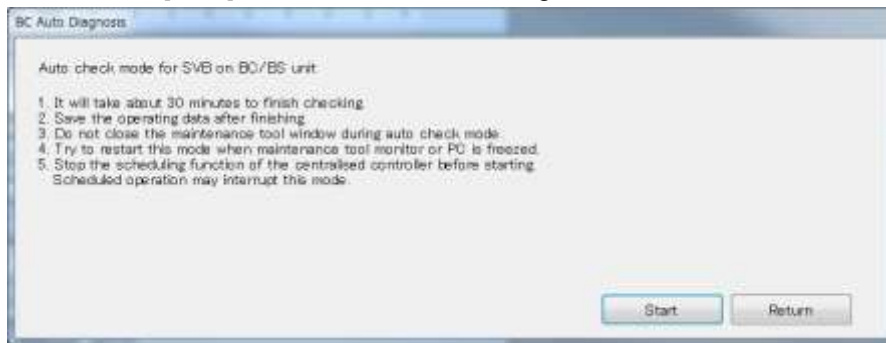 BC Auto Diagnosis
Auto check mode for SVB on BC/BS unit
1. It will take about 30 minutes to finish checking
2. Save the operating data after finishing
3. Do not close the maintenance tool window during auto check mode
4. Try to restart this mode when maintenance tool monitor or PC is freezed.
5. Stop the scheduling function of the centralised controller before starting.
Scheduled operation may interrupt this mode.
Start
Return